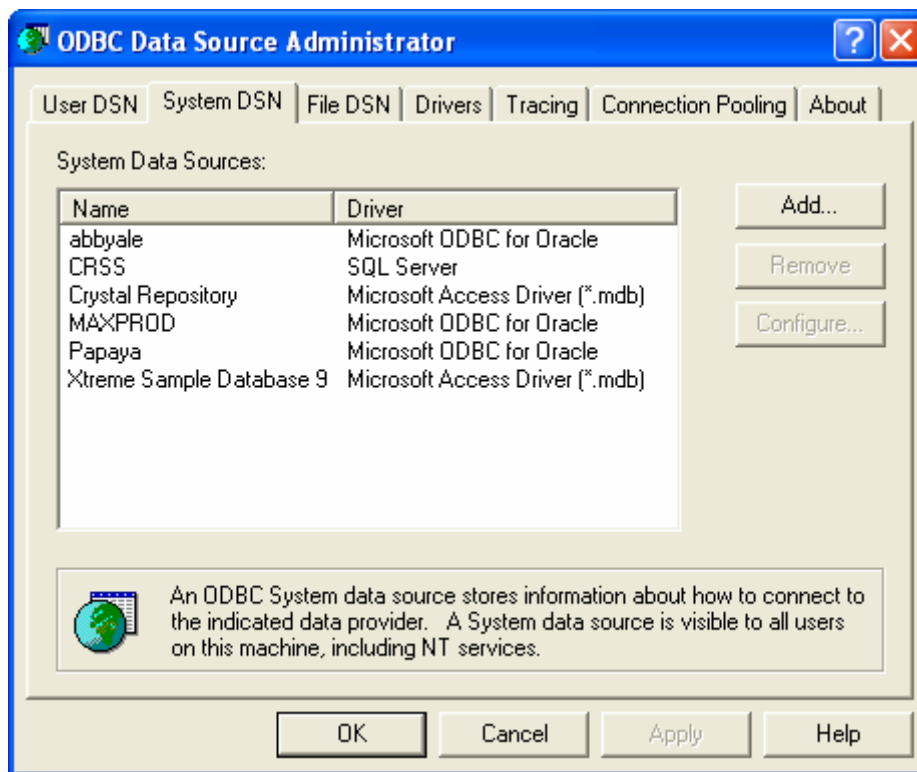 ODBC Data Source Administrator
User DSN System DSN File DSN Drivers Tracing Connection Pooling About
System Data Sources:
Name Driver
abbyale Microsoft ODBC for Oracle
CRSS SQL Server
Crystal Repository Microsoft Access Driver (*.mdb)
MAXPROD Microsoft ODBC for Oracle
Papaya Microsoft ODBC for Oracle
Xtreme Sample Database 9 Microsoft Access Driver (*.mdb)
Add...
Remove
Configure...
An ODBC System data source stores information about how to connect to
the indicated data provider. A System data source is visible to all users
on this machine, including NT services.
OK Cancel Apply Help